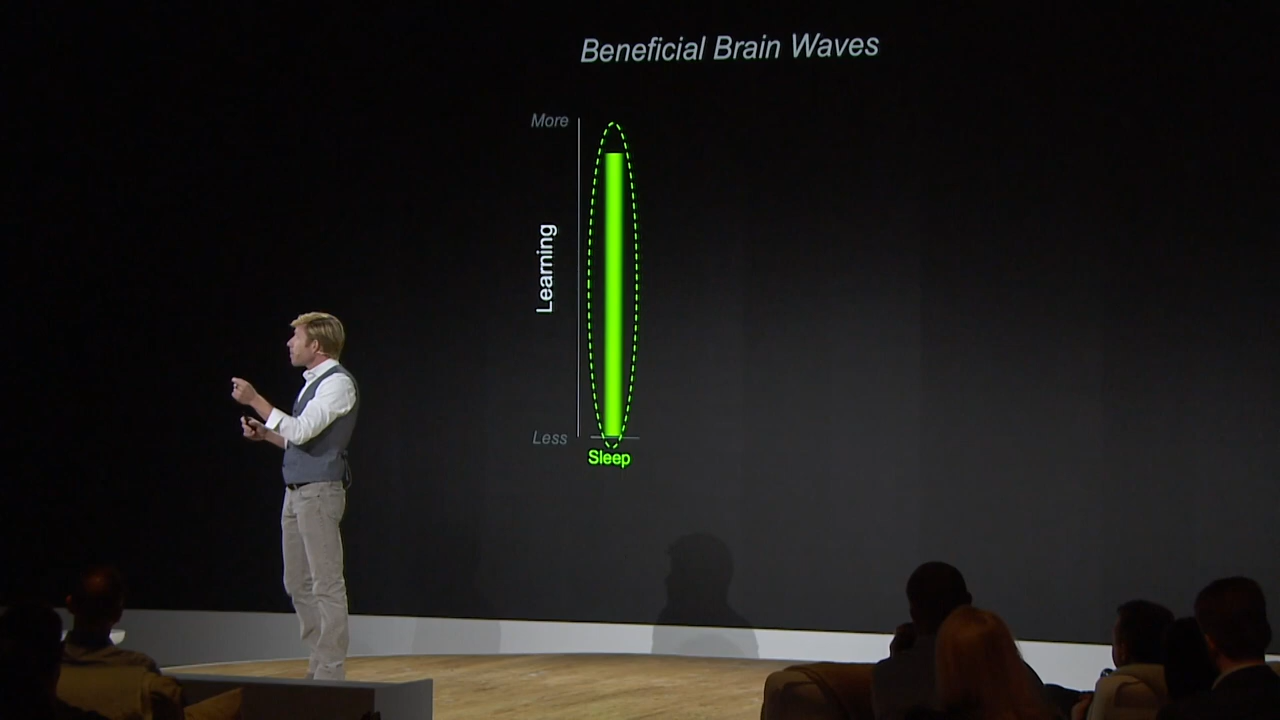 Beneficial Brain Waves
More
Learning
Less
Sleep